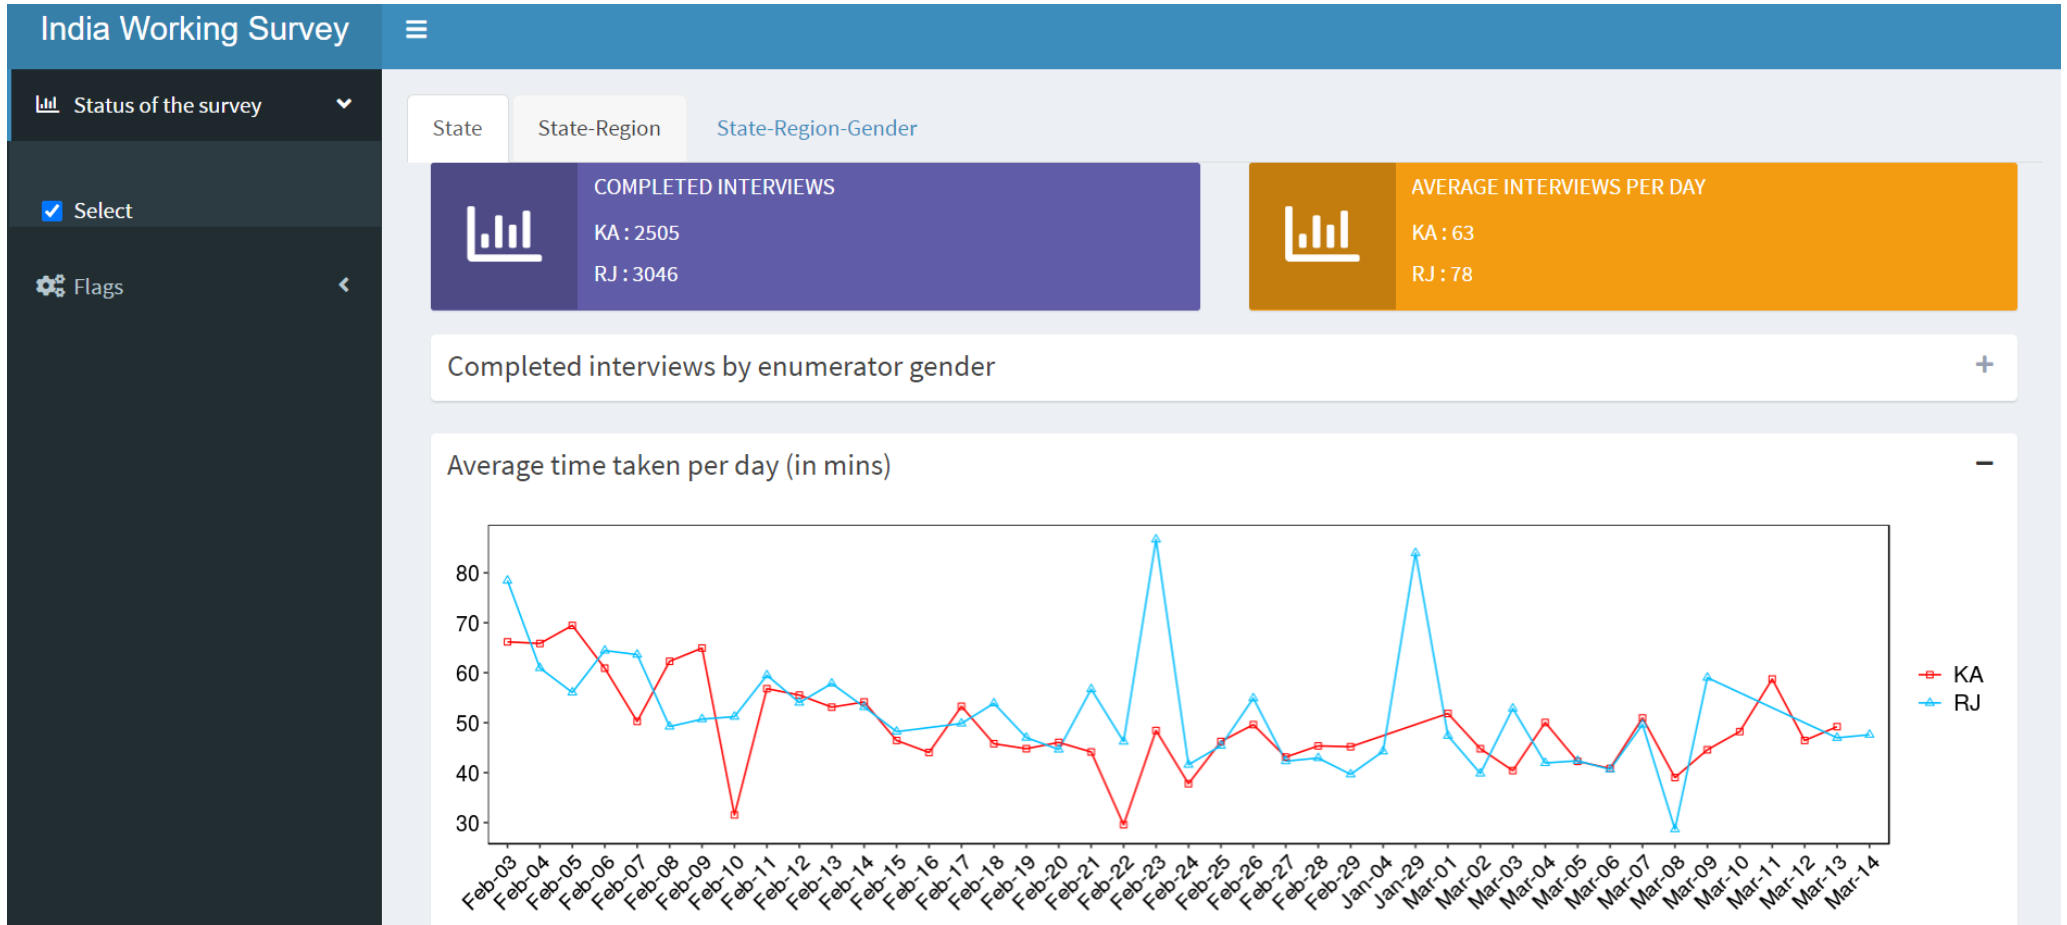 India Working Survey
Status of the survey
Select
Flags
State
State-Region
State-Region-Gender
COMPLETED INTERVIEWS
KA : 2505
RJ : 3046
AVERAGE INTERVIEWS PER DAY
KA : 63
RJ : 78
Completed interviews by enumerator gender
Average time taken per day (in mins)
80
70
60
50
40
30
Feb-03
Feb-04
Feb-05
Feb-06
Feb-07
Feb-08
Feb-09
Feb-10
Feb-11
Feb-12
Feb-13
Feb-14
Feb-15
Feb-16
Feb-17
Feb-18
Feb-19
Feb-20
Feb-21
Feb-22
Feb-23
Feb-24
Feb-25
Feb-26
Feb-27
Feb-28
Feb-29
Jan-04
Jan-29
Mar-01
Mar-02
Mar-03
Mar-04
Mar-05
Mar-06
Mar-07
Mar-08
Mar-09
Mar-10
Mar-11
Mar-12
Mar-13
Mar-14
KA
RJ